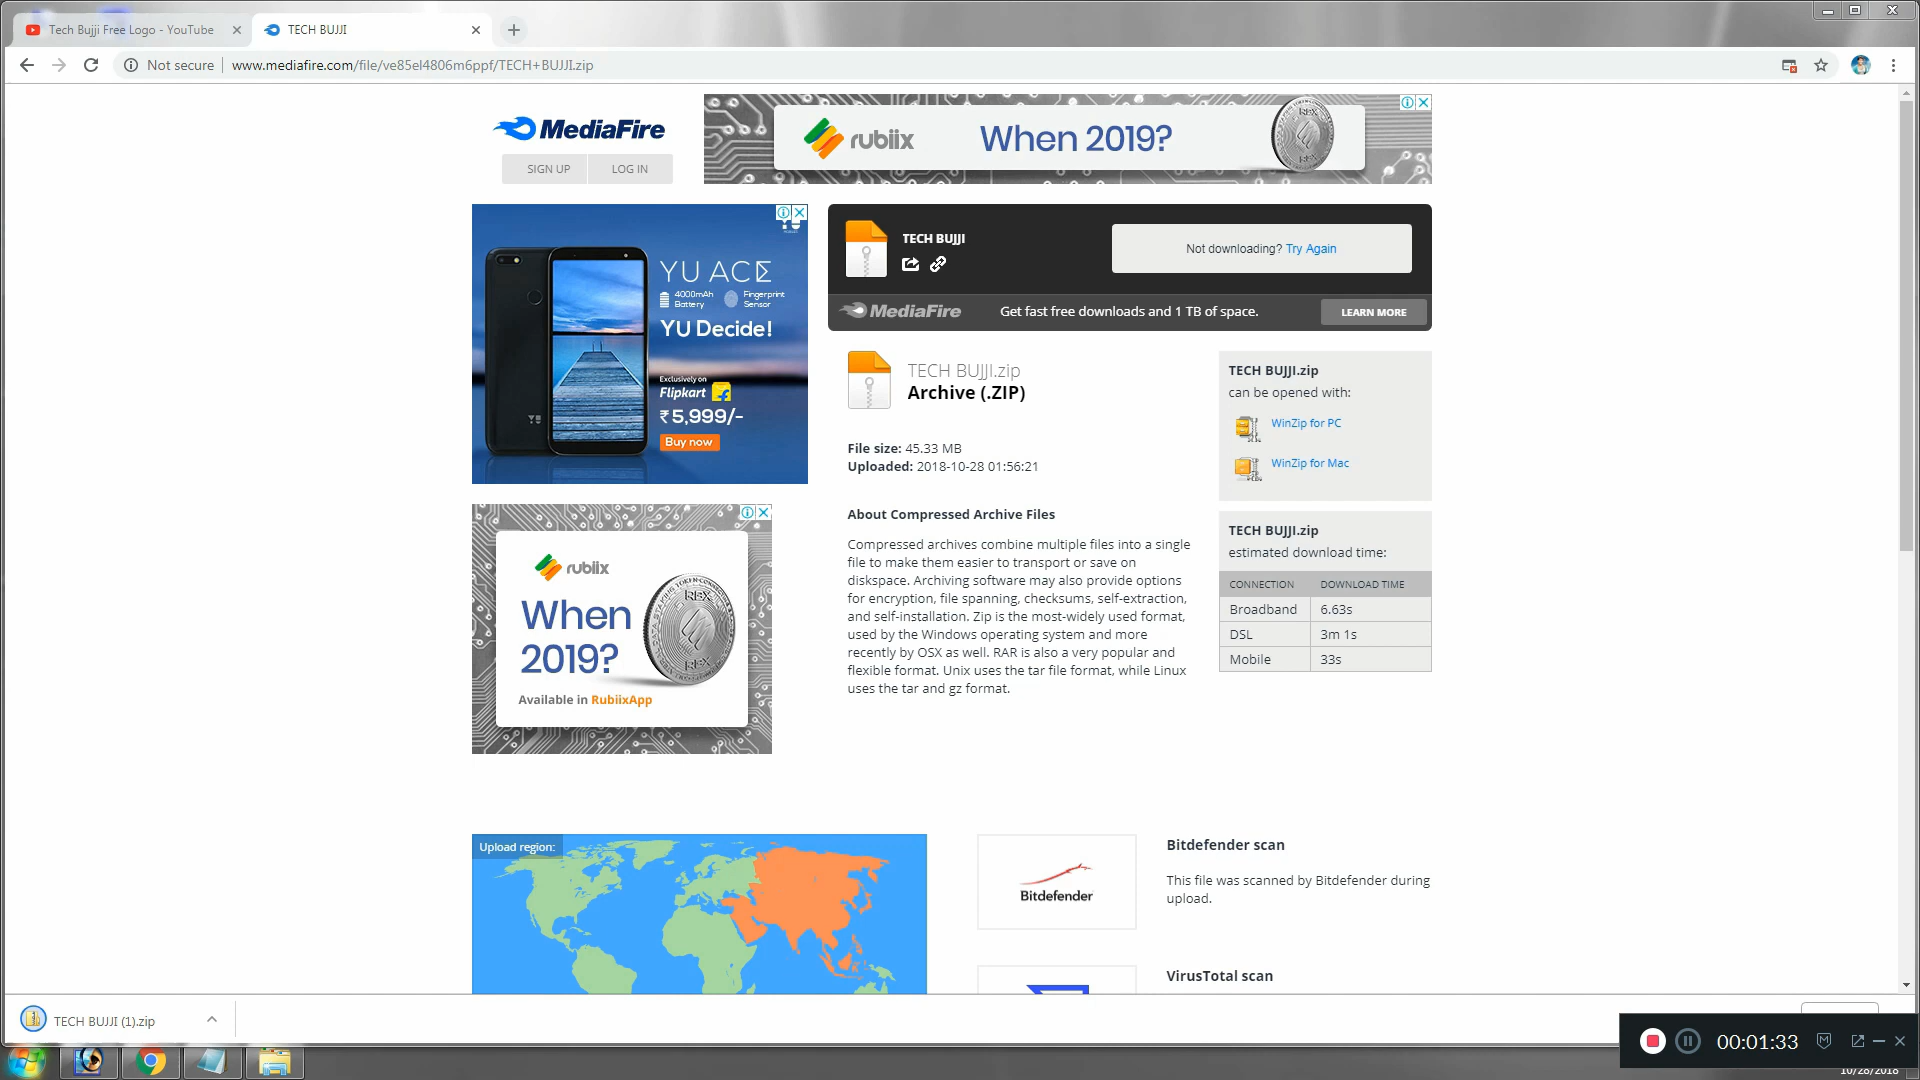 Tech Bujji Free Logo - YouTube
TECH BUJJI
Not secure
www.mediafire.com/file/ve85el4806m6ppf/TECH+BUJJI.zip
MediaFire
SIGN UP
LOG IN
rubiix
When 2019?
REX
REX
YU ACE
4000mAh
Battery
Fingerprint
Sensor
YU Decide!
Exclusively on
Flipkart
₹5,999/-
Buy now
TECH BUJJI
Not downloading? Try Again
MediaFire
Get fast free downloads and 1 TB of space.
LEARN MORE
TECH BUJJI.zip
Archive (.ZIP)
File size: 45.33 MB
Uploaded: 2018-10-28 01:56:21
About Compressed Archive Files
Compressed archives combine multiple files into a single
file to make them easier to transport or save on
diskspace. Archiving software may also provide options
for encryption, file spanning, checksums, self-extraction,
and self-installation. Zip is the most-widely used format,
used by the Windows operating system and more
recently by OSX as well. RAR is also a very popular and
flexible format. Unix uses the tar file format, while Linux
uses the tar and gz format.
TECH BUJJI.zip
can be opened with:
WinZip for PC
WinZip for Mac
TECH BUJJI.zip
estimated download time:
CONNECTION DOWNLOAD TIME
Broadband 6.63s
DSL 3m 1s
Mobile 33s
rubiix
When
2019?
REX
REX
Available in RubiixApp
Upload region:
Bitdefender
Bitdefender scan
This file was scanned by Bitdefender during
upload.
VirusTotal scan
TECH BUJJI (1).zip
00:01:33
10/28/2018